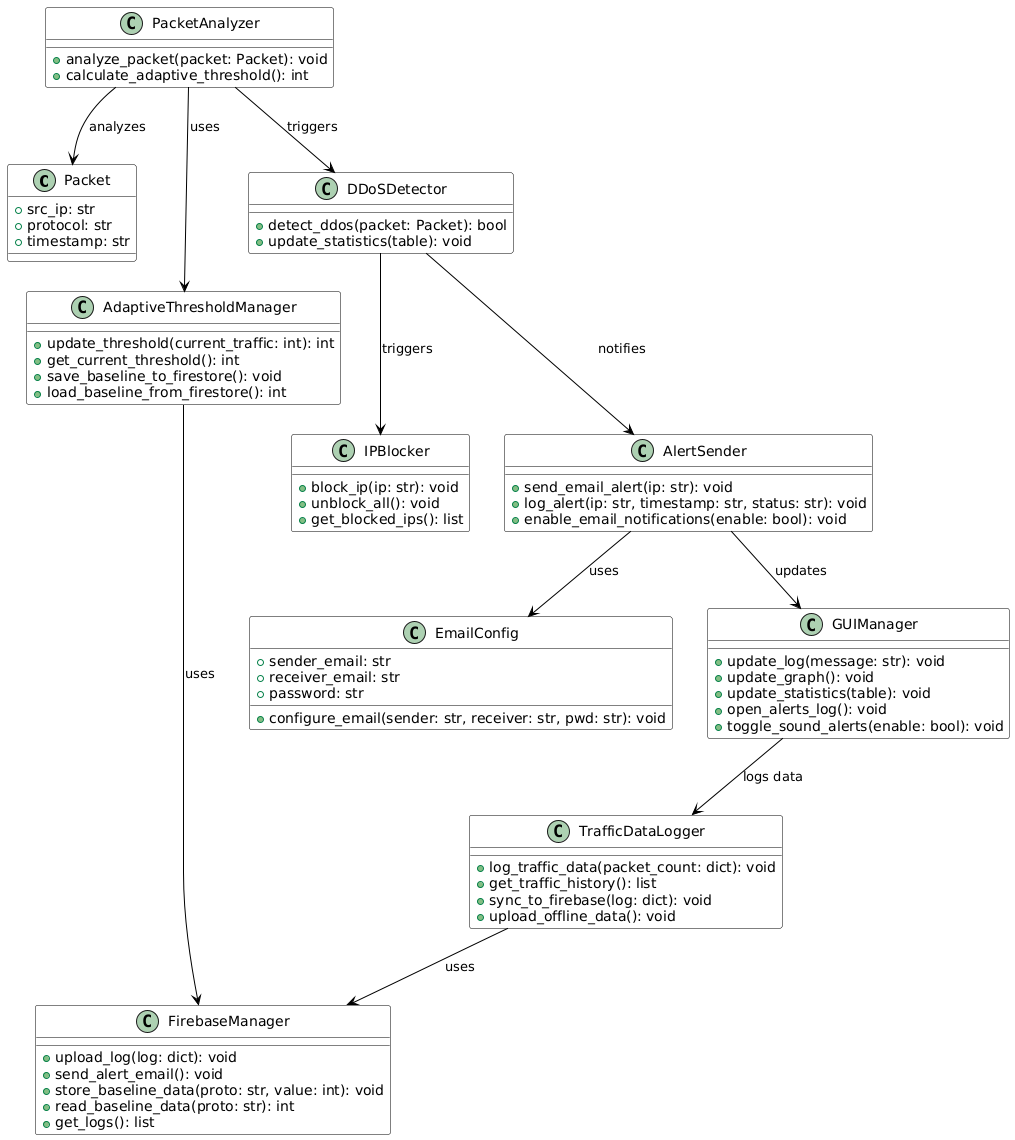 C PacketAnalyzer
analyze_packet(packet: Packet): void
calculate_adaptive_threshold(): int
analyzes
uses
triggers
C Packet
src_ip: str
protocol: str
timestamp: str
C DDoSDetector
detect_ddos(packet: Packet): bool
update_statistics(table): void
C AdaptiveThresholdManager
update_threshold(current_traffic: int): int
get_current_threshold(): int
save_baseline_to_firestore(): void
load_baseline_from_firestore(): int
triggers
notifies
C IPBlocker
block_ip(ip: str): void
unblock_all(): void
get_blocked_ips(): list
C AlertSender
send_email_alert(ip: str): void
log_alert(ip: str, timestamp: str, status: str): void
enable_email_notifications(enable: bool): void
uses
updates
C EmailConfig
sender_email: str
receiver_email: str
password: str
configure_email(sender: str, receiver: str, pwd: str): void
C GUIManager
update_log(message: str): void
update_graph(): void
update_statistics(table): void
open_alerts_log(): void
toggle_sound_alerts(enable: bool): void
uses
logs data
C TrafficDataLogger
log_traffic_data(packet_count: dict): void
get_traffic_history(): list
sync_to_firebase(log: dict): void
upload_offline_data(): void
uses
C FirebaseManager
upload_log(log: dict): void
send_alert_email(): void
store_baseline_data(proto: str, value: int): void
read_baseline_data(proto: str): int
get_logs(): list